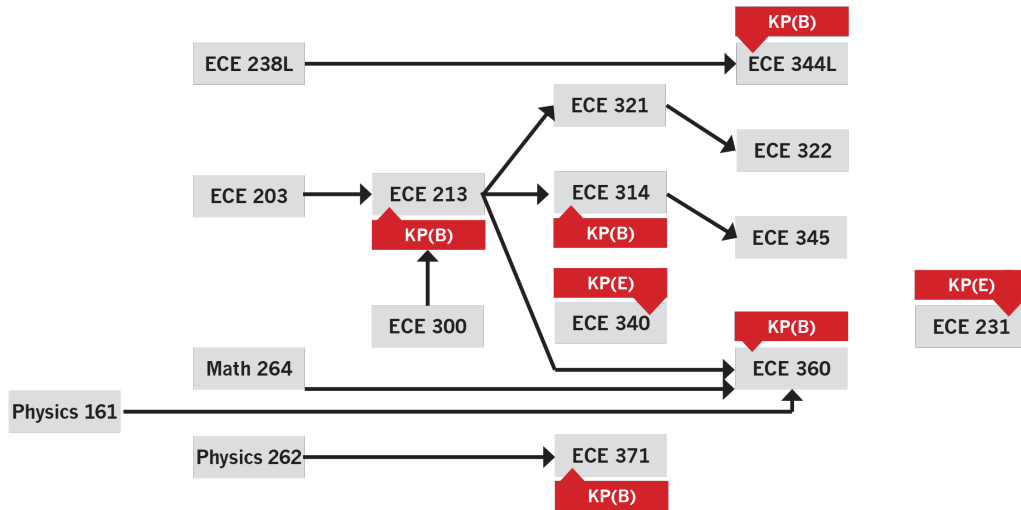 KP(B)
ECE 238L
ECE 344L
ECE 321
ECE 322
ECE 203
ECE 213
ECE 314
KP(B)
KP(B)
ECE 345
KP(E)
KP(E)
ECE 300
ECE 340
KP(B)
ECE 231
Math 264
ECE 360
Physics 161
Physics 262
ECE 371
KP(B)